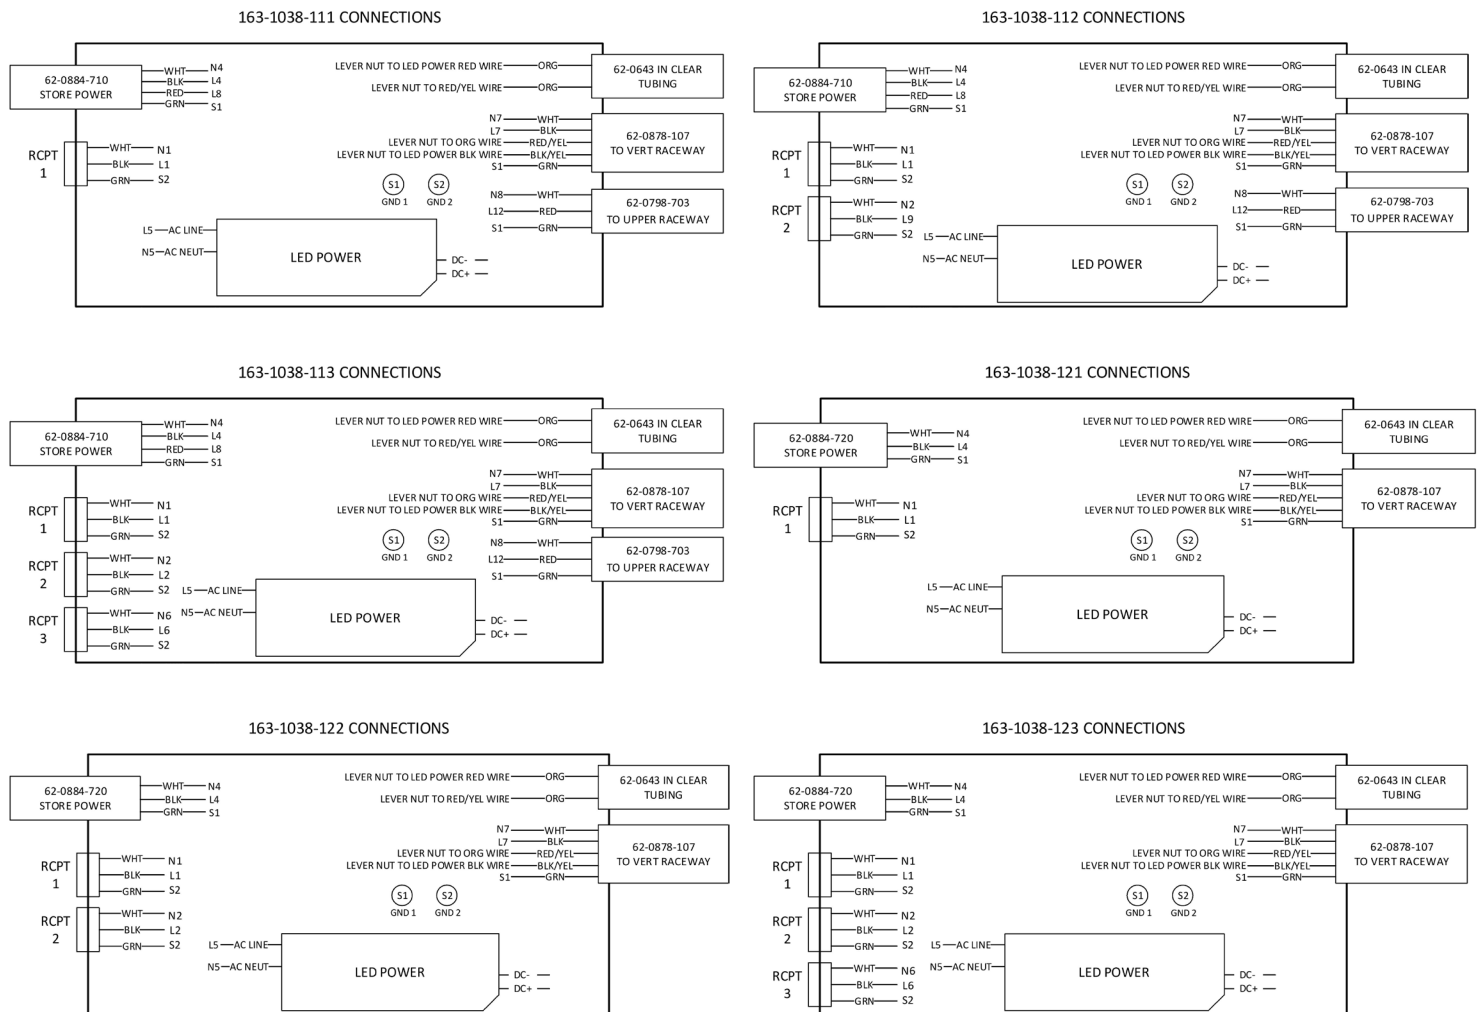 163-1038-111 CONNECTIONS
62-0884-710
STORE POWER
WHT N4
BLK L4
RED L8
GRN S1
RCPT
1
WHT N1
BLK L1
GRN S2
LEVER NUT TO LED POWER RED WIRE ORG
LEVER NUT TO RED/YEL WIRE ORG
62-0643 IN CLEAR
TUBING
N7 WHT
L7 BLK
LEVER NUT TO ORG WIRE RED/YEL
LEVER NUT TO LED POWER BLK WIRE BLK/YEL
S1 GRN
62-0878-107
TO VERT RACEWAY
S1
GND 1
S2
GND 2
N8 WHT
L12 RED
S1 GRN
62-0798-703
TO UPPER RACEWAY
L5 AC LINE
N5 AC NEUT
LED POWER
DC-
DC+
163-1038-112 CONNECTIONS
62-0884-710
STORE POWER
WHT N4
BLK L4
RED L8
GRN S1
RCPT
1
WHT N1
BLK L1
GRN S2
RCPT
2
WHT N2
BLK L9
GRN S2
LEVER NUT TO LED POWER RED WIRE ORG
LEVER NUT TO RED/YEL WIRE ORG
62-0643 IN CLEAR
TUBING
N7 WHT
L7 BLK
LEVER NUT TO ORG WIRE RED/YEL
LEVER NUT TO LED POWER BLK WIRE BLK/YEL
S1 GRN
62-0878-107
TO VERT RACEWAY
S1
GND 1
S2
GND 2
N8 WHT
L12 RED
S1 GRN
62-0798-703
TO UPPER RACEWAY
L5 AC LINE
N5 AC NEUT
LED POWER
DC-
DC+
163-1038-113 CONNECTIONS
62-0884-710
STORE POWER
WHT N4
BLK L4
RED L8
GRN S1
RCPT
1
WHT N1
BLK L1
GRN S2
RCPT
2
WHT N2
BLK L2
GRN S2
RCPT
3
WHT N6
BLK L6
GRN S2
LEVER NUT TO LED POWER RED WIRE ORG
LEVER NUT TO RED/YEL WIRE ORG
62-0643 IN CLEAR
TUBING
N7 WHT
L7 BLK
LEVER NUT TO ORG WIRE RED/YEL
LEVER NUT TO LED POWER BLK WIRE BLK/YEL
S1 GRN
62-0878-107
TO VERT RACEWAY
S1
GND 1
S2
GND 2
N8 WHT
L12 RED
S1 GRN
62-0798-703
TO UPPER RACEWAY
L5 AC LINE
N5 AC NEUT
LED POWER
DC-
DC+
163-1038-121 CONNECTIONS
62-0884-720
STORE POWER
WHT N4
BLK L4
GRN S1
RCPT
1
WHT N1
BLK L1
GRN S2
LEVER NUT TO LED POWER RED WIRE ORG
LEVER NUT TO RED/YEL WIRE ORG
62-0643 IN CLEAR
TUBING
N7 WHT
L7 BLK
LEVER NUT TO ORG WIRE RED/YEL
LEVER NUT TO LED POWER BLK WIRE BLK/YEL
S1 GRN
62-0878-107
TO VERT RACEWAY
S1
GND 1
S2
GND 2
L5 AC LINE
N5 AC NEUT
LED POWER
DC-
DC+
163-1038-122 CONNECTIONS
62-0884-720
STORE POWER
WHT N4
BLK L4
GRN S1
RCPT
1
WHT N1
BLK L1
GRN S2
RCPT
2
WHT N2
BLK L2
GRN S2
LEVER NUT TO LED POWER RED WIRE ORG
LEVER NUT TO RED/YEL WIRE ORG
62-0643 IN CLEAR
TUBING
N7 WHT
L7 BLK
LEVER NUT TO ORG WIRE RED/YEL
LEVER NUT TO LED POWER BLK WIRE BLK/YEL
S1 GRN
62-0878-107
TO VERT RACEWAY
S1
GND 1
S2
GND 2
L5 AC LINE
N5 AC NEUT
LED POWER
DC-
DC+
163-1038-123 CONNECTIONS
62-0884-720
STORE POWER
WHT N4
BLK L4
GRN S1
RCPT
1
WHT N1
BLK L1
GRN S2
RCPT
2
WHT N2
BLK L2
GRN S2
RCPT
3
WHT N6
BLK L6
GRN S2
LEVER NUT TO LED POWER RED WIRE ORG
LEVER NUT TO RED/YEL WIRE ORG
62-0643 IN CLEAR
TUBING
N7 WHT
L7 BLK
LEVER NUT TO ORG WIRE RED/YEL
LEVER NUT TO LED POWER BLK WIRE BLK/YEL
S1 GRN
62-0878-107
TO VERT RACEWAY
S1
GND 1
S2
GND 2
L5 AC LINE
N5 AC NEUT
LED POWER
DC-
DC+